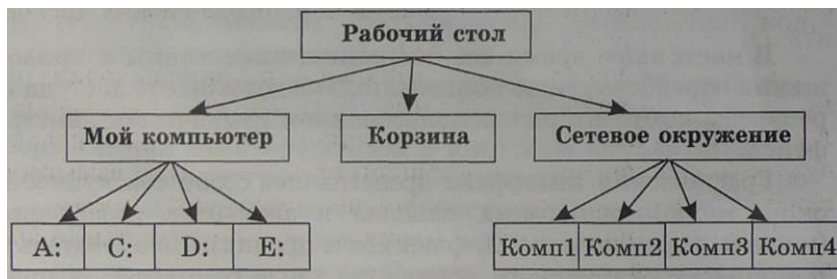 Рабочий стол
Мой компьютер Корзина Сетевое окружение
A: C: D: E: Комп1 Комп2 Комп3 Комп4